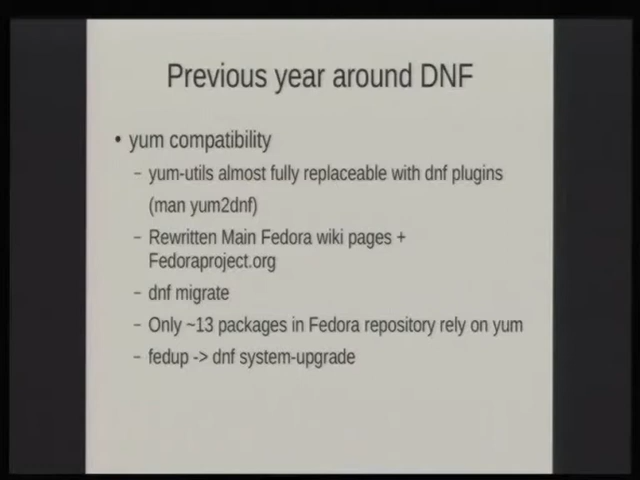 Previous year around DNF
• yum compatibility
– yum-utils almost fully replaceable with dnf plugins
(man yum2dnf)
– Rewritten Main Fedora wiki pages +
Fedoraproject.org
– dnf migrate
– Only ~13 packages in Fedora repository rely on yum
– fedup -> dnf system-upgrade